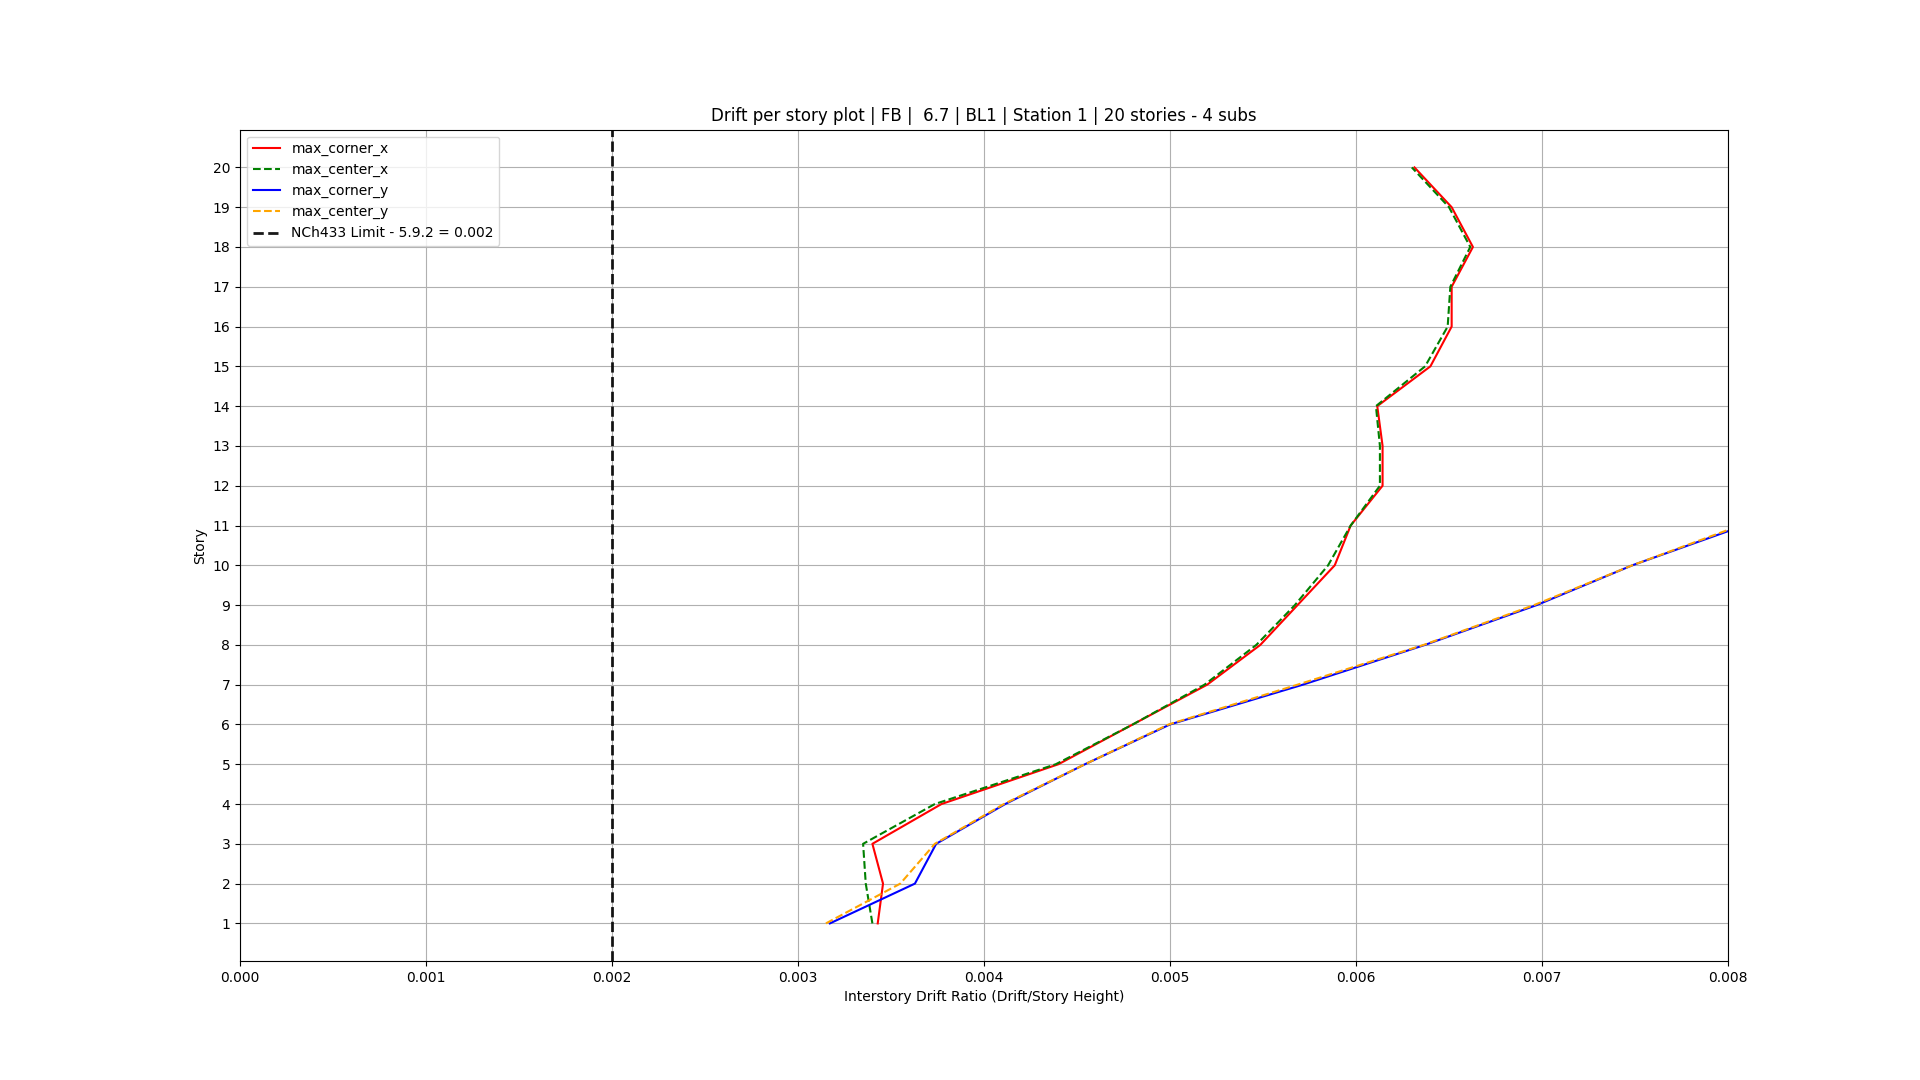 Drift per story plot | FB |  6.7 | BL1 | Station 1 | 20 stories - 4 subs
max_corner_x
max_center_x
max_corner_y
max_center_y
NCh433 Limit - 5.9.2 = 0.002
20
19
18
17
16
15
14
13
12
11
10
9
8
7
6
5
4
3
2
1
Story
0.000 0.001 0.002 0.003 0.004 0.005 0.006 0.007 0.008
Interstory Drift Ratio (Drift/Story Height)